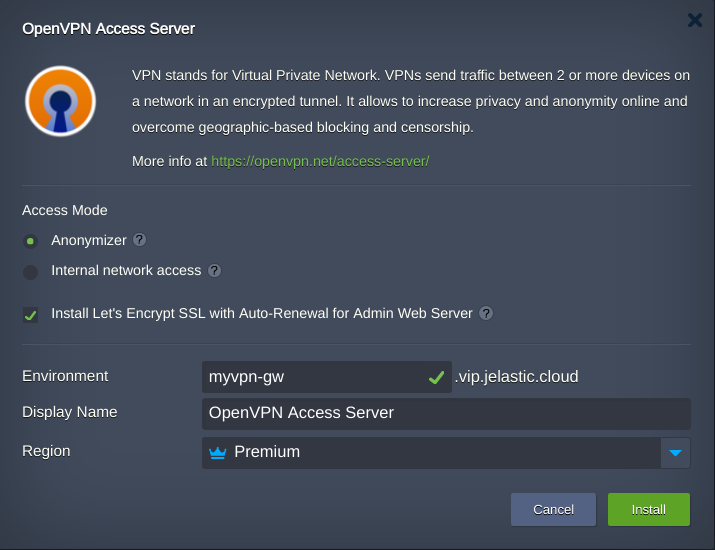 OpenVPN Access Server
VPN stands for Virtual Private Network. VPNs send traffic between 2 or more devices on
a network in an encrypted tunnel. It allows to increase privacy and anonymity online and
overcome geographic-based blocking and censorship.
More info at https://openvpn.net/access-server/
Access Mode
Anonymizer ?
Internal network access ?
Install Let's Encrypt SSL with Auto-Renewal for Admin Web Server ?
Environment myvpn-gw .vip.jelastic.cloud
Display Name OpenVPN Access Server
Region Premium
Cancel Install